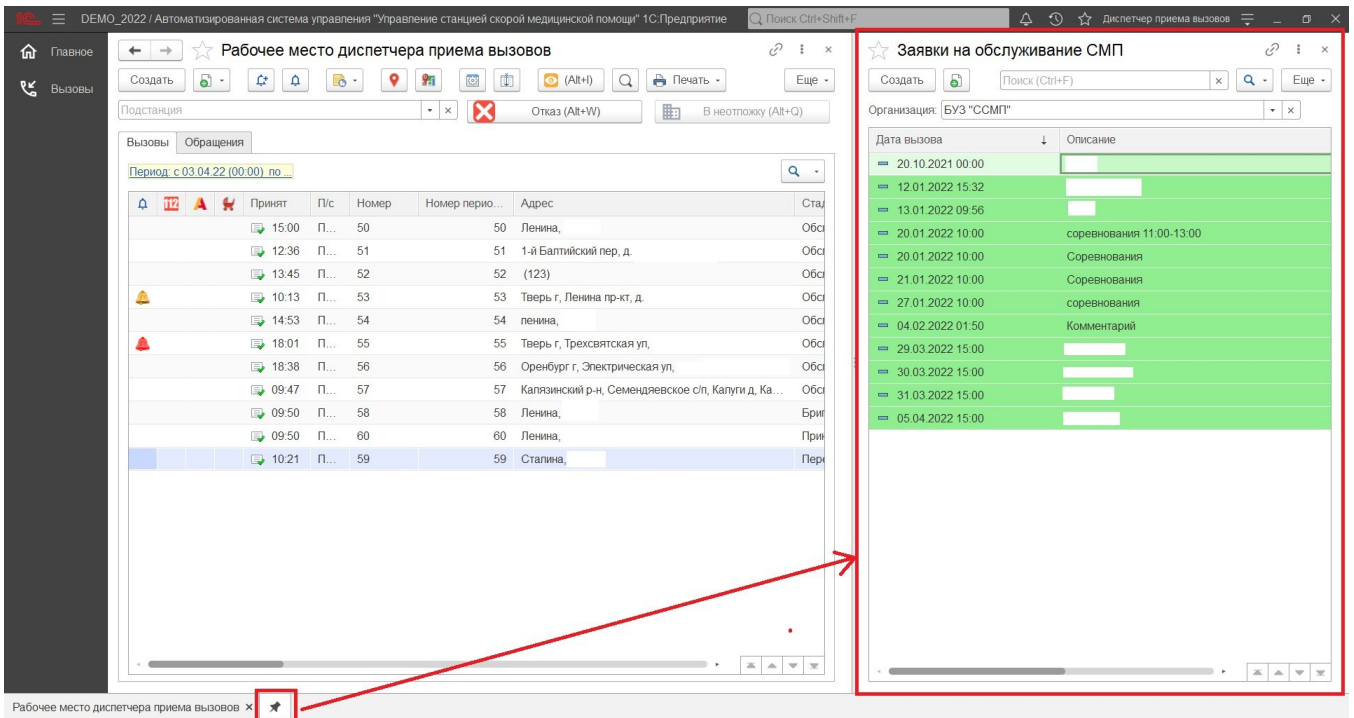 DEMO_2022 / Автоматизированная система управления "Управление станцией скорой медицинской помощи" 1С:Предприятие
Поиск Ctrl+Shift+F
Диспетчер приема вызовов
Главное
Вызовы
Рабочее место диспетчера приема вызовов
Создать (Alt+I) Печать Еще
Подстанция Отказ (Alt+W) В неотложку (Alt+Q)
Вызовы Обращения
Период: с 03.04.22 (00:00) по ...
112 Принят П/с Номер Номер перио... Адрес Стад
15:00 П... 50 50 Ленина, Обсл
12:36 П... 51 51 1-й Балтийский пер, д. Обсл
13:45 П... 52 52 (123) Обсл
10:13 П... 53 53 Тверь г, Ленина пр-кт, д. Обсл
14:53 П... 54 54 ленина, Обсл
18:01 П... 55 55 Тверь г, Трехсвятская ул, Обсл
18:38 П... 56 56 Оренбург г, Электрическая ул, Обсл
09:47 П... 57 57 Калязинский р-н, Семендяевское с/п, Калуги д, Ка... Обсл
09:50 П... 58 58 Ленина, Бриг
09:50 П... 60 60 Ленина, Прин
10:21 П... 59 59 Сталина, Пере
Заявки на обслуживание СМП
Создать Поиск (Ctrl+F) Еще
Организация: БУЗ "ССМП"
Дата вызова Описание
20.10.2021 00:00
12.01.2022 15:32
13.01.2022 09:56
20.01.2022 10:00 соревнования 11:00-13:00
20.01.2022 10:00 Соревнования
21.01.2022 10:00 Соревнования
27.01.2022 10:00 соревнования
04.02.2022 01:50 Комментарий
29.03.2022 15:00
30.03.2022 15:00
31.03.2022 15:00
05.04.2022 15:00
Рабочее место диспетчера приема вызовов